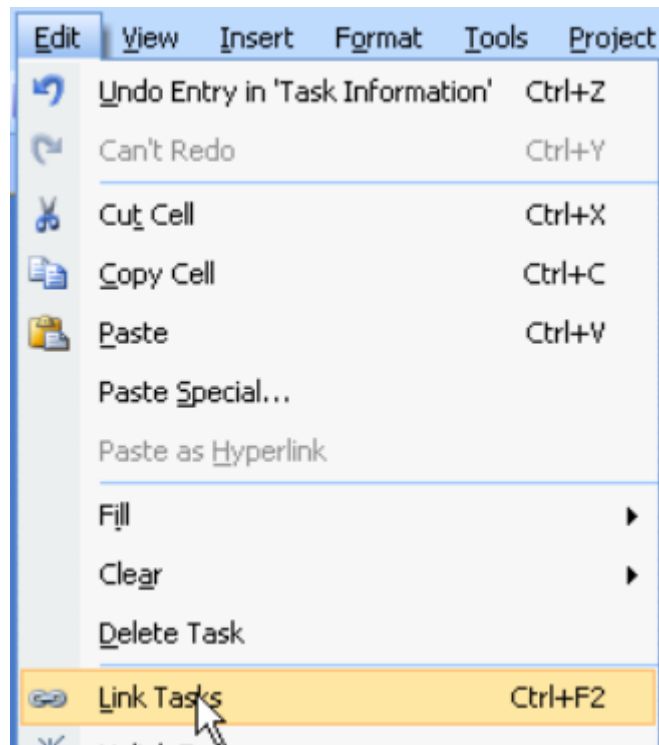 Edit View Insert Format Tools Project
Undo Entry in 'Task Information' Ctrl+Z
Can't Redo Ctrl+Y
Cut Cell Ctrl+X
Copy Cell Ctrl+C
Paste Ctrl+V
Paste Special...
Paste as Hyperlink
Fill
Clear
Delete Task
Link Tasks Ctrl+F2